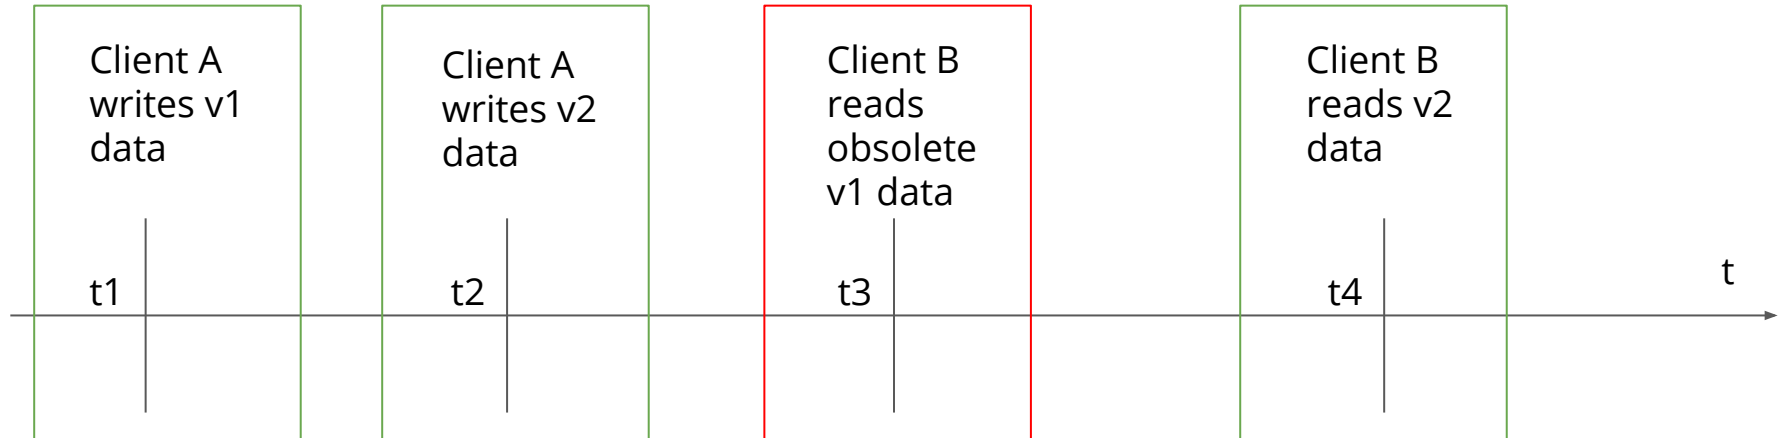 Client A
writes v1
data
Client A
writes v2
data
Client B
reads
obsolete
v1 data
Client B
reads v2
data
t1
t2
t3
t4
t